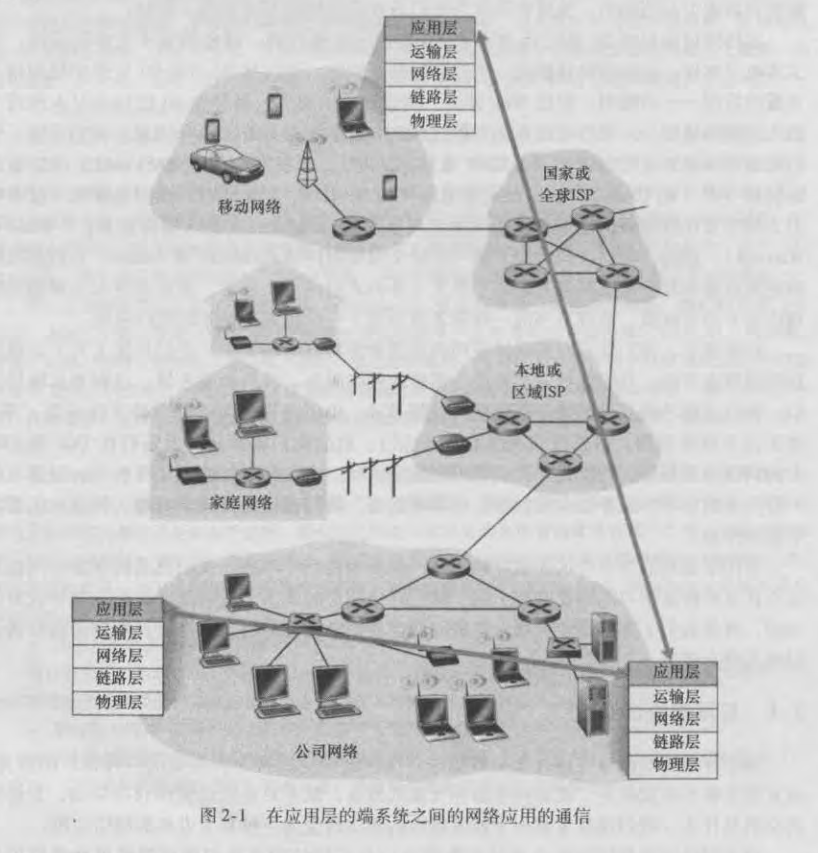 应用层
运输层
网络层
链路层
物理层
移动网络
国家或
全球ISP
本地或
区域ISP
家庭网络
应用层
运输层
网络层
链路层
物理层
公司网络
应用层
运输层
网络层
链路层
物理层
图2-1 在应用层的端系统之间的网络应用的通信